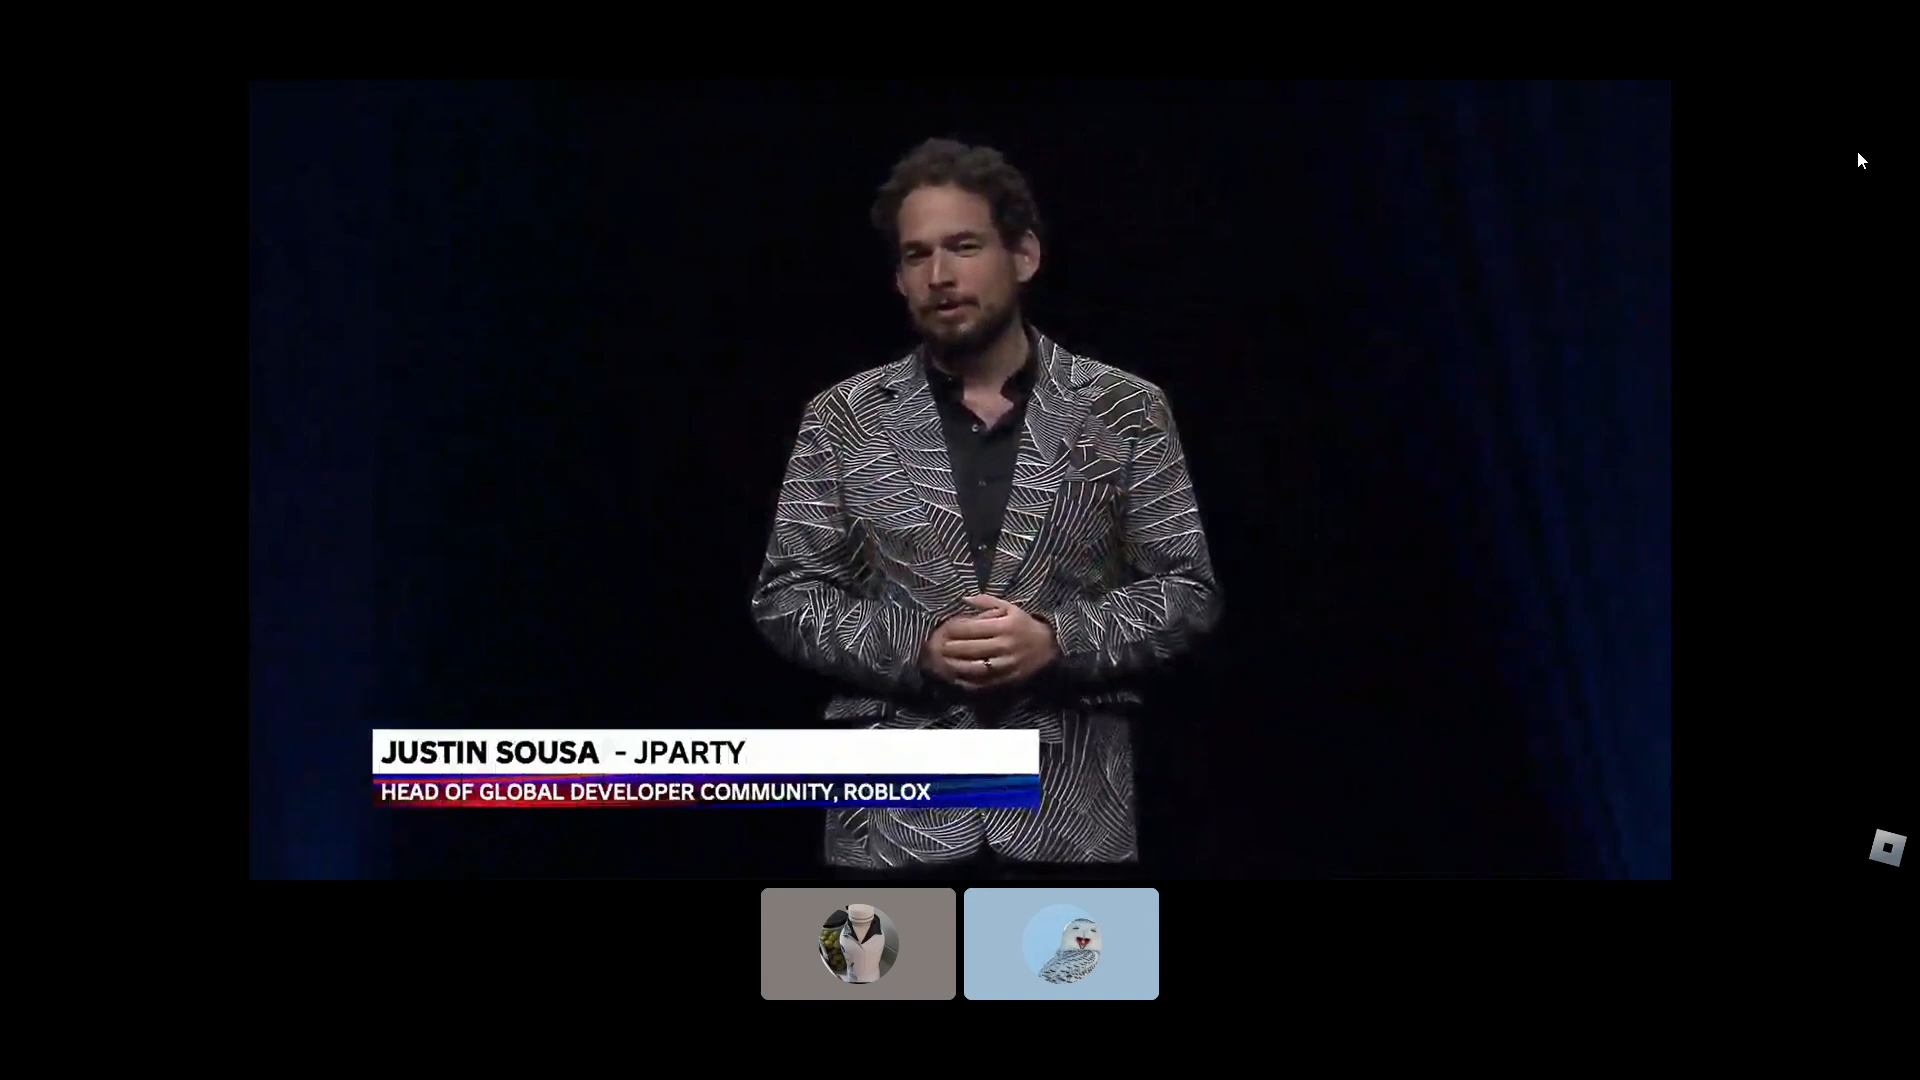 JUSTIN SOUSA - JPARTY
HEAD OF GLOBAL DEVELOPER COMMUNITY, ROBLOX